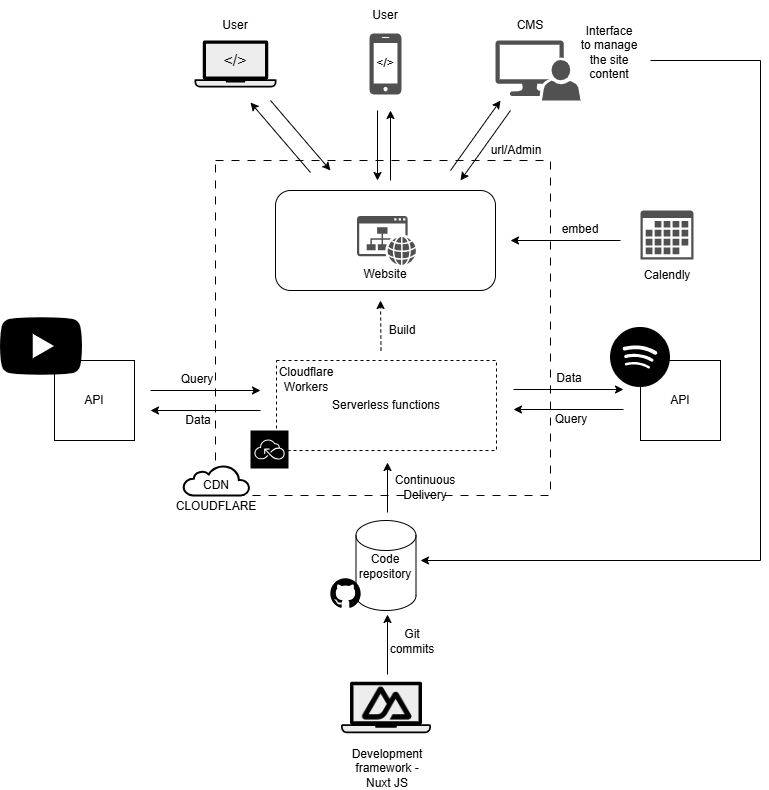 User
User
CMS
Interface
to manage
the site
content
</>
</>
url/Admin
embed
Website
Calendly
Build
Cloudflare
Workers
Serverless functions
Query
Data
API
Data
Query
API
CDN
CLOUDFLARE
Continuous
Delivery
Code
repository
Git
commits
Development
framework -
Nuxt JS